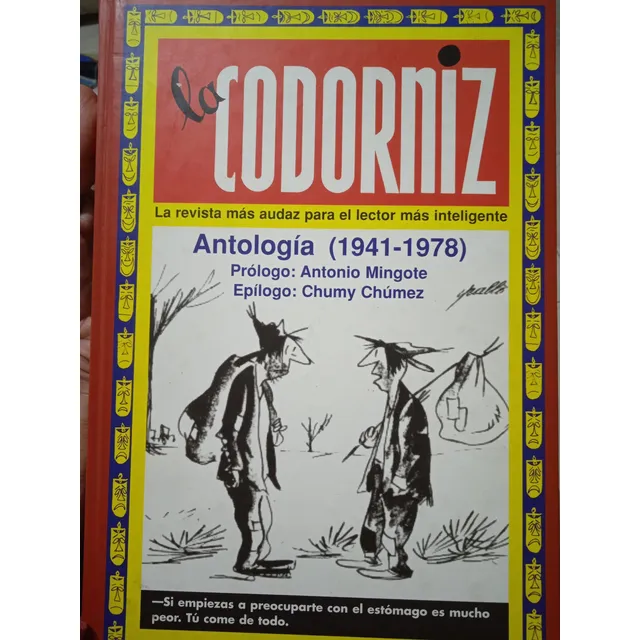 la
CODORNIZ
La revista más audaz para el lector más inteligente
Antología (1941-1978)
Prólogo: Antonio Mingote
Epílogo: Chumy Chúmez
—Si empiezas a preocuparte con el estómago es mucho
peor. Tú come de todo.